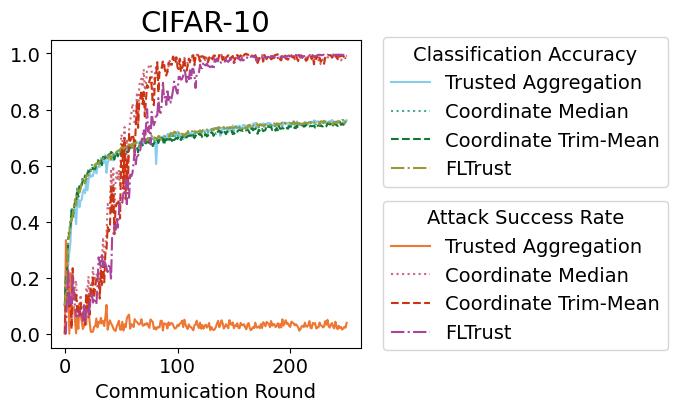 CIFAR-10
1.0
0.8
0.6
0.4
0.2
0.0
0
100
200
Communication Round
Classification Accuracy
Trusted Aggregation
Coordinate Median
Coordinate Trim-Mean
FLTrust
Attack Success Rate
Trusted Aggregation
Coordinate Median
Coordinate Trim-Mean
FLTrust